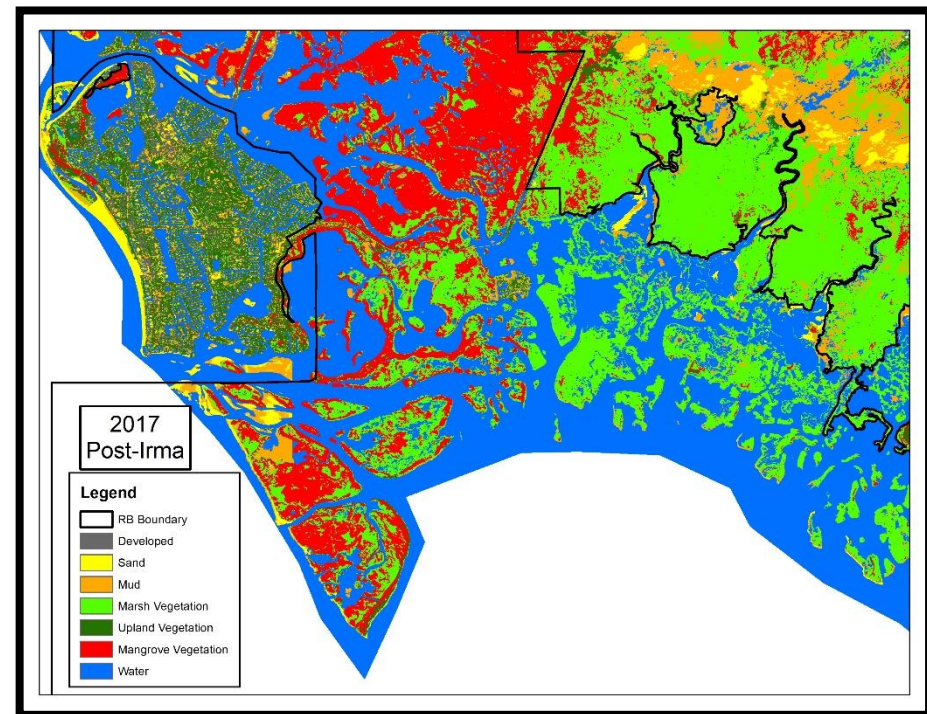 2017
Post-Irma
Legend
RB Boundary
Developed
Sand
Mud
Marsh Vegetation
Upland Vegetation
Mangrove Vegetation
Water